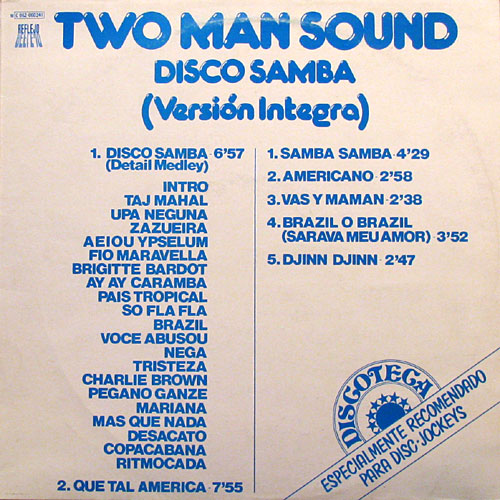 REFLEJO
TWO MAN SOUND
DISCO SAMBA
(Versión Integra)
1. DISCO SAMBA-6'57
(Detail Medley)
INTRO
TAJ MAHAL
UPA NEGUNA
ZAZUEIRA
AEIOU YPSELUM
FIO MARAVELLA
BRIGITTE BARDOT
AY AY CARAMBA
PAIS TROPICAL
SO FLA FLA
BRAZIL
VOCE ABUSOU
NEGA
TRISTEZA
CHARLIE BROWN
PEGANO GANZE
MARIANA
MAS QUE NADA
DESACATO
COPACABANA
RITMOCADA
2. QUE TAL AMERICA-7'55
1. SAMBA SAMBA-4'29
2. AMERICANO-2'58
3. VAS Y MAMAN-2'38
4. BRAZIL O BRAZIL
(SARAVA MEU AMOR)-3'52
5. DJINN DJINN-2'47
DISCOTECA
ESPECIALMENTE RECOMENDADO
PARA DISC-JOCKEYS